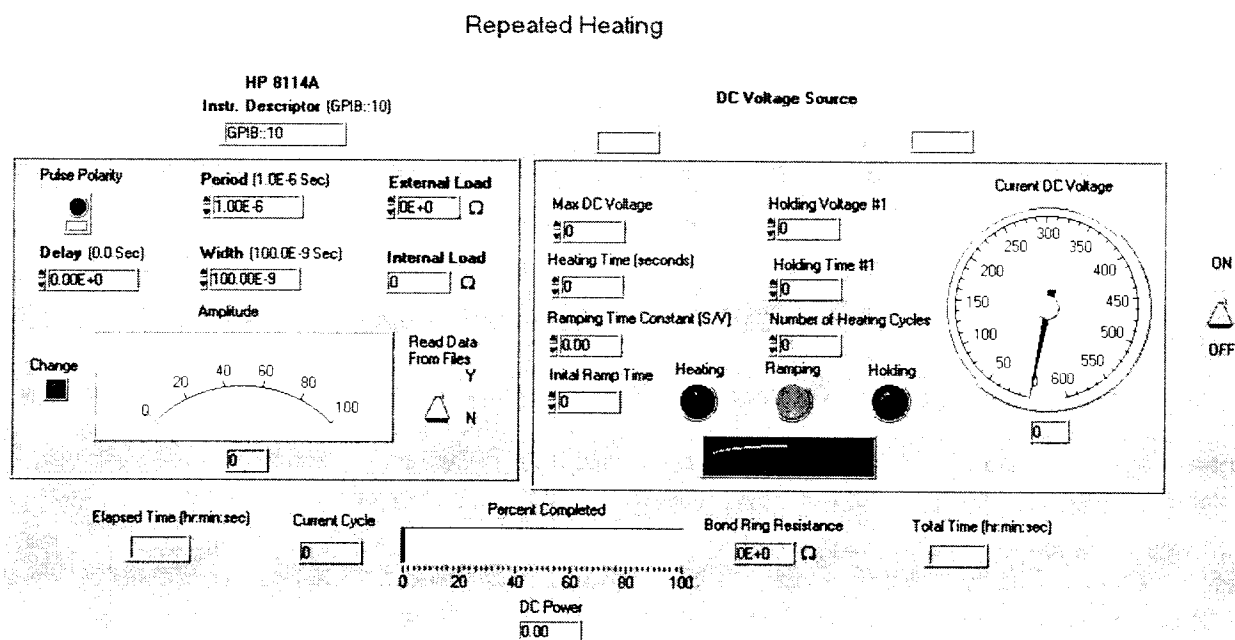 Repeated Heating
HP 8114A
Instr. Descriptor (GPIB::10)
GPIB::10
DC Voltage Source
Pulse Polarity
Period (1.0E-6 Sec)
1.00E-6
External Load
0E+0 Ω
Delay (0.0 Sec)
0.00E+0
Width (100.0E-9 Sec)
100.00E-9
Internal Load
0 Ω
Amplitude
Change
0 20 40 60 80 100
0
Read Data
From Files
Y
N
Max DC Voltage
0
Holding Voltage #1
0
Heating Time (seconds)
0
Holding Time #1
0
Ramping Time Constant (S/V)
0.00
Number of Heating Cycles
0
Inital Ramp Time
0
Heating
Ramping
Holding
Current DC Voltage
0 50 100 150 200 250 300 350 400 450 500 550 600
0
ON
OFF
Elapsed Time (hr:min:sec)
Current Cycle
0
Percent Completed
0 20 40 60 80 100
Bond Ring Resistance
0E+0 Ω
Total Time (hr:min:sec)
DC Power
0.00